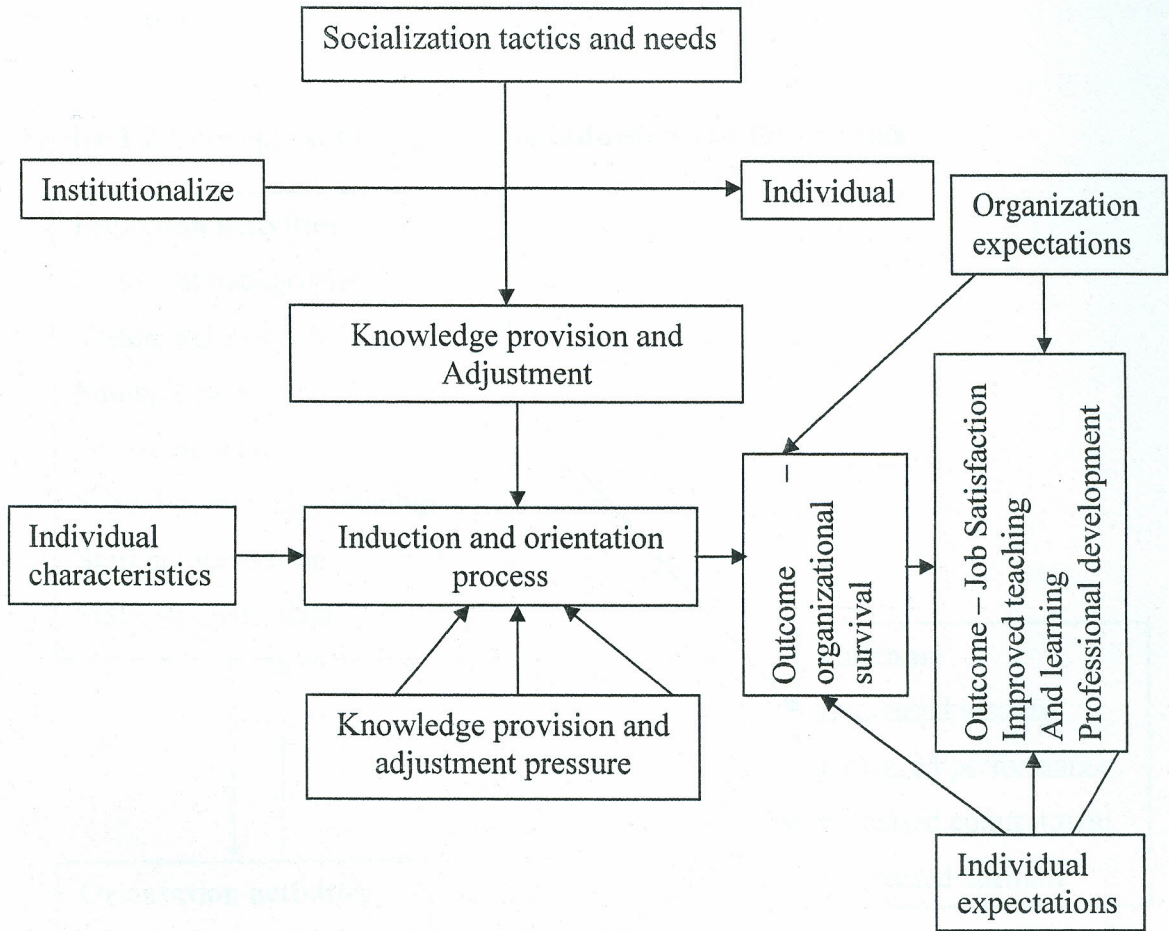 Socialization tactics and needs
Institutionalize
Individual
Organization
expectations
Knowledge provision and
Adjustment
Individual
characteristics
Induction and orientation
process
Outcome –
organizational
survival
Outcome – Job Satisfaction
Improved teaching
And learning
Professional development
Knowledge provision and
adjustment pressure
Individual
expectations